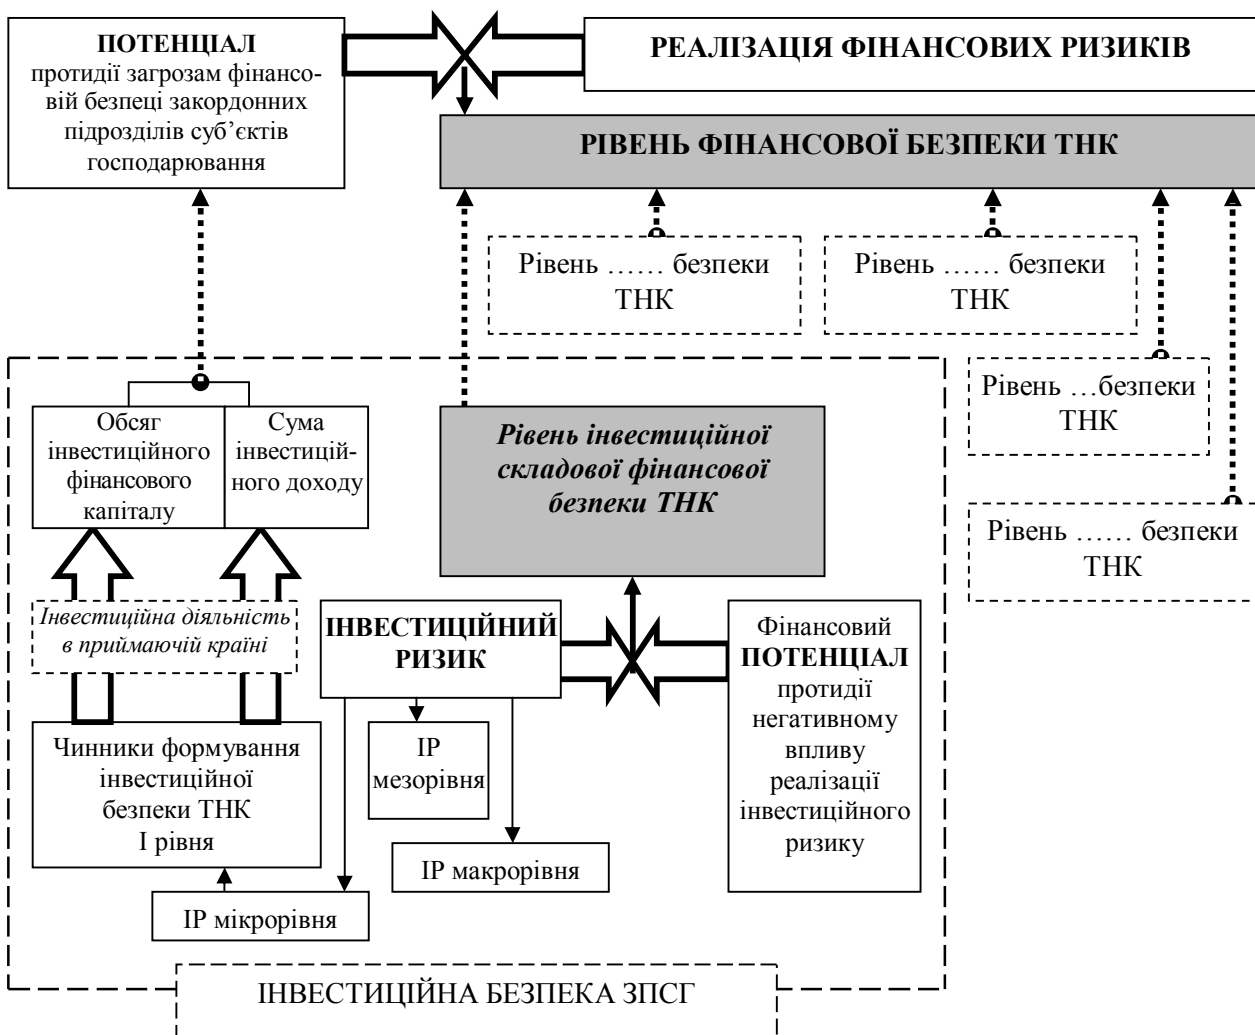 ПОТЕНЦІАЛ
протидії загрозам фінансо-
вій безпеці закордонних
підрозділів суб’єктів
господарювання
РЕАЛІЗАЦІЯ ФІНАНСОВИХ РИЗИКІВ
РІВЕНЬ ФІНАНСОВОЇ БЕЗПЕКИ ТНК
Рівень …… безпеки
ТНК
Рівень …… безпеки
ТНК
Рівень …безпеки
ТНК
Рівень …… безпеки
ТНК
Обсяг
інвестиційного
фінансового
капіталу
Сума
інвестицій-
ного доходу
Рівень інвестиційної
складової фінансової
безпеки ТНК
Інвестиційна діяльність
в приймаючій країні
ІНВЕСТИЦІЙНИЙ
РИЗИК
Фінансовий
ПОТЕНЦІАЛ
протидії
негативному
впливу
реалізації
інвестиційного
ризику
Чинники формування
інвестиційної
безпеки ТНК
І рівня
ІР
мезорівня
ІР макрорівня
ІР мікрорівня
ІНВЕСТИЦІЙНА БЕЗПЕКА ЗПСГ